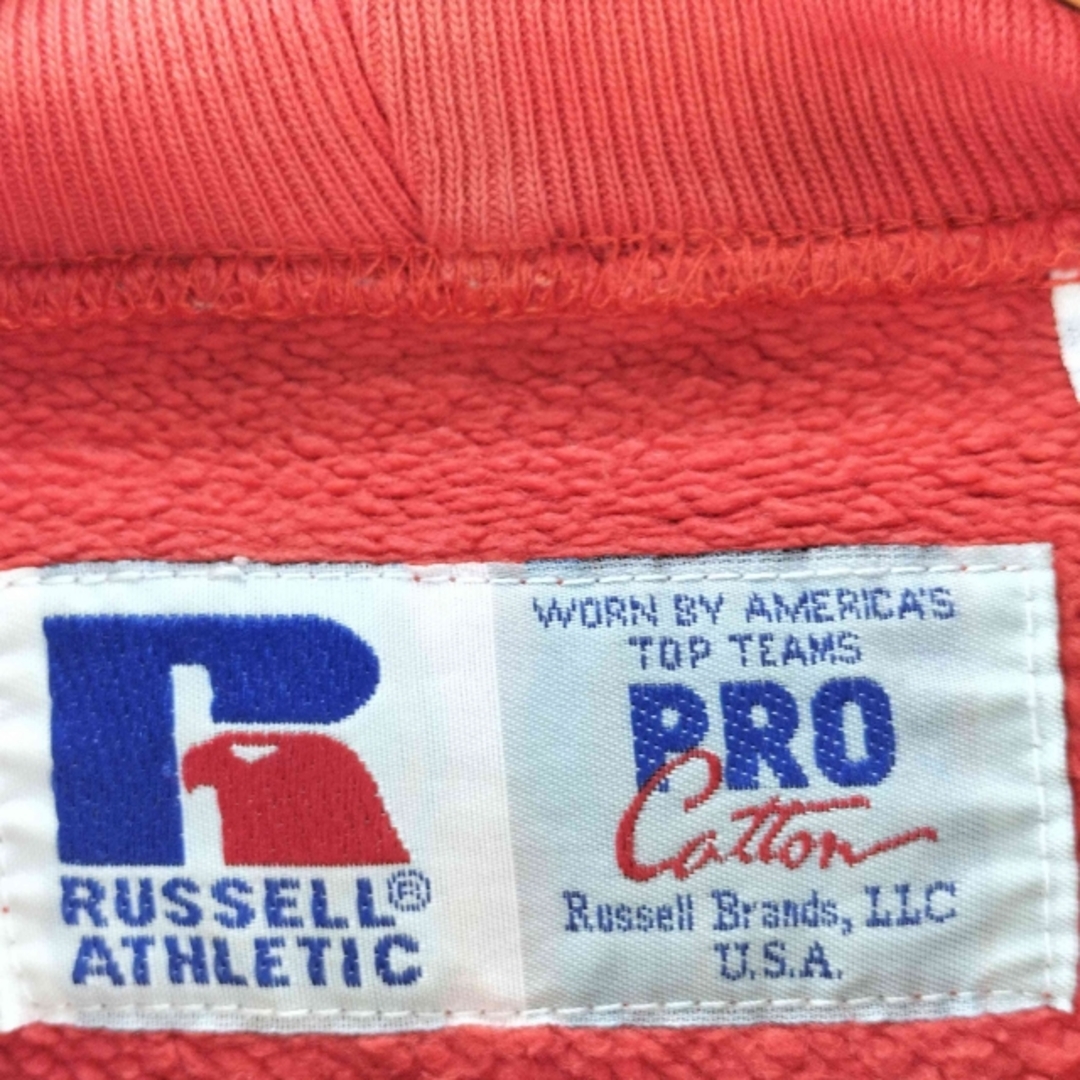 RUSSELL®
ATHLETIC
WORN BY AMERICA'S
TOP TEAMS
PRO
Cotton
Russell Brands, LLC
U.S.A.